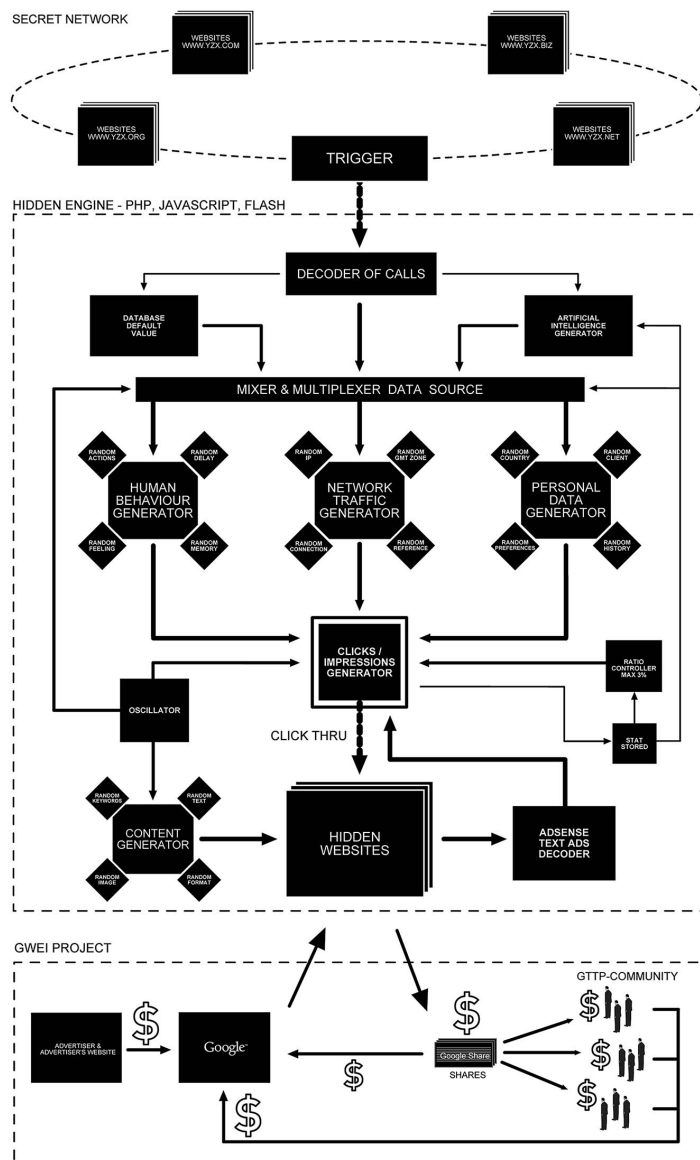 SECRET NETWORK
WEBSITES
WWW.YZX.COM
WEBSITES
WWW.YZX.BIZ
WEBSITES
WWW.YZX.ORG
WEBSITES
WWW.YZX.NET
TRIGGER
HIDDEN ENGINE - PHP, JAVASCRIPT, FLASH
DECODER OF CALLS
DATABASE
DEFAULT
VALUE
ARTIFICIAL
INTELLIGENCE
GENERATOR
MIXER & MULTIPLEXER DATA SOURCE
RANDOM
ACTIONS
RANDOM
DELAY
HUMAN
BEHAVIOUR
GENERATOR
RANDOM
FEELING
RANDOM
MEMORY
RANDOM
IP
RANDOM
GMT ZONE
NETWORK
TRAFFIC
GENERATOR
RANDOM
CONNECTION
RANDOM
REFERENCE
RANDOM
COUNTRY
RANDOM
CLIENT
PERSONAL
DATA
GENERATOR
RANDOM
PREFERENCES
RANDOM
HISTORY
CLICKS /
IMPRESSIONS
GENERATOR
RATIO
CONTROLLER
MAX 3%
OSCILLATOR
STAT
STORED
CLICK THRU
RANDOM
KEYWORDS
RANDOM
TEXT
CONTENT
GENERATOR
RANDOM
IMAGE
RANDOM
FORMAT
HIDDEN
WEBSITES
ADSENSE
TEXT ADS
DECODER
GWEI PROJECT
GTTP-COMMUNITY
ADVERTISER &
ADVERTISER'S WEBSITE
$
Google™
$
Google Share
SHARES
$
$
$
$
$